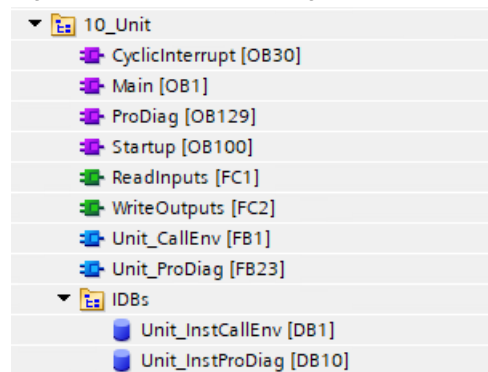 10_Unit
CyclicInterrupt [OB30]
Main [OB1]
ProDiag [OB129]
Startup [OB100]
ReadInputs [FC1]
WriteOutputs [FC2]
Unit_CallEnv [FB1]
Unit_ProDiag [FB23]
IDBs
Unit_InstCallEnv [DB1]
Unit_InstProDiag [DB10]